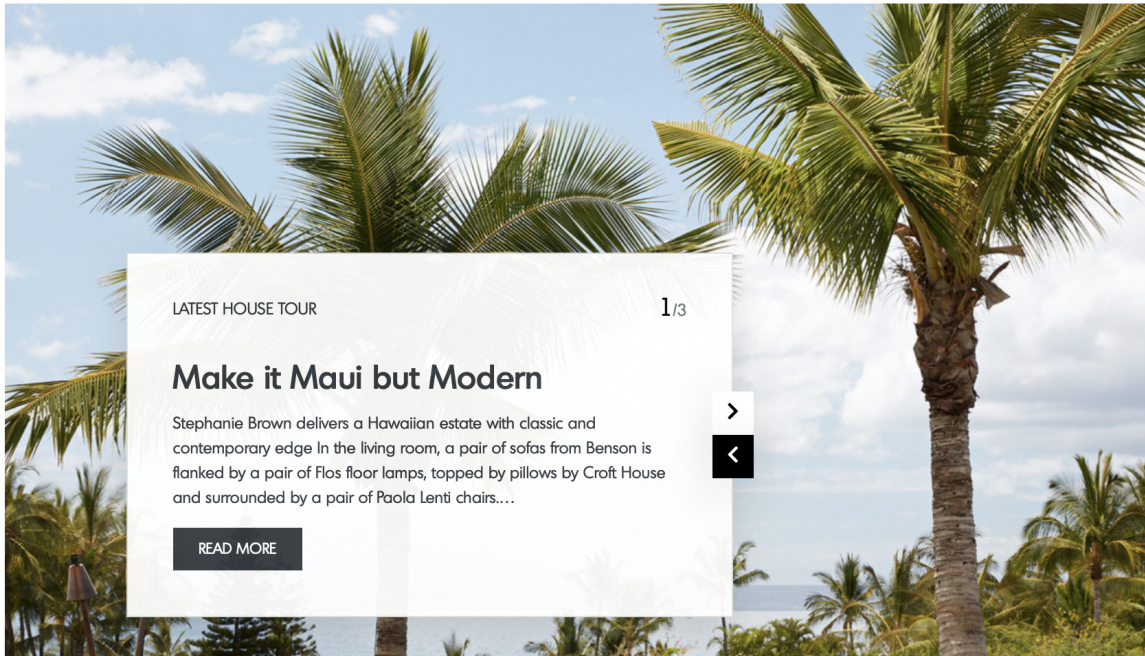 LATEST HOUSE TOUR
1/3
Make it Maui but Modern
Stephanie Brown delivers a Hawaiian estate with classic and
contemporary edge In the living room, a pair of sofas from Benson is
flanked by a pair of Flos floor lamps, topped by pillows by Croft House
and surrounded by a pair of Paola Lenti chairs.…
READ MORE